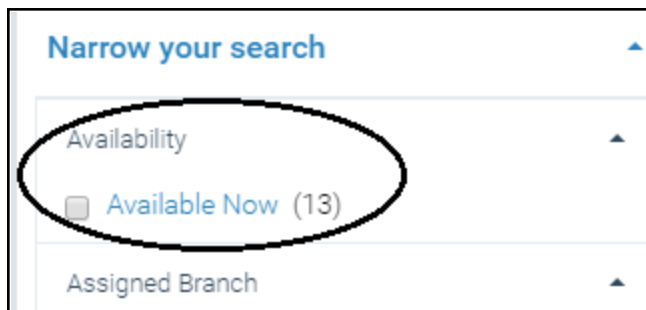 Narrow your search
Availability
Available Now (13)
Assigned Branch